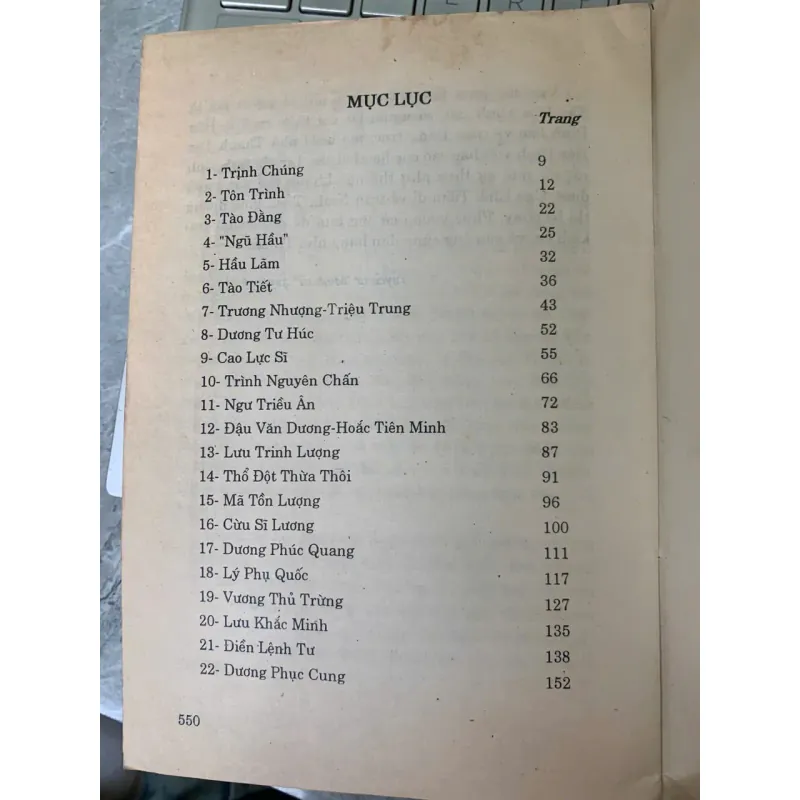 MỤC LỤC
Trang
1- Trịnh Chúng 9
2- Tôn Trình 12
3- Tào Đằng 22
4- "Ngũ Hầu" 25
5- Hầu Lãm 32
6- Tào Tiết 36
7- Trương Nhượng-Triệu Trung 43
8- Dương Tư Húc 52
9- Cao Lực Sĩ 55
10- Trình Nguyên Chấn 66
11- Ngư Triều Ân 72
12- Đậu Văn Dương-Hoắc Tiên Minh 83
13- Lưu Trinh Lượng 87
14- Thổ Đột Thừa Thôi 91
15- Mã Tồn Lượng 96
16- Cừu Sĩ Lương 100
17- Dương Phúc Quang 111
18- Lý Phụ Quốc 117
19- Vương Thủ Trừng 127
20- Lưu Khắc Minh 135
21- Điền Lệnh Tư 138
22- Dương Phục Cung 152
550